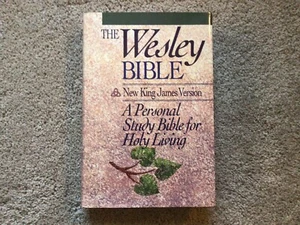 THE
Wesley
BIBLE
New King James Version
A Personal
Study Bible for
Holy Living